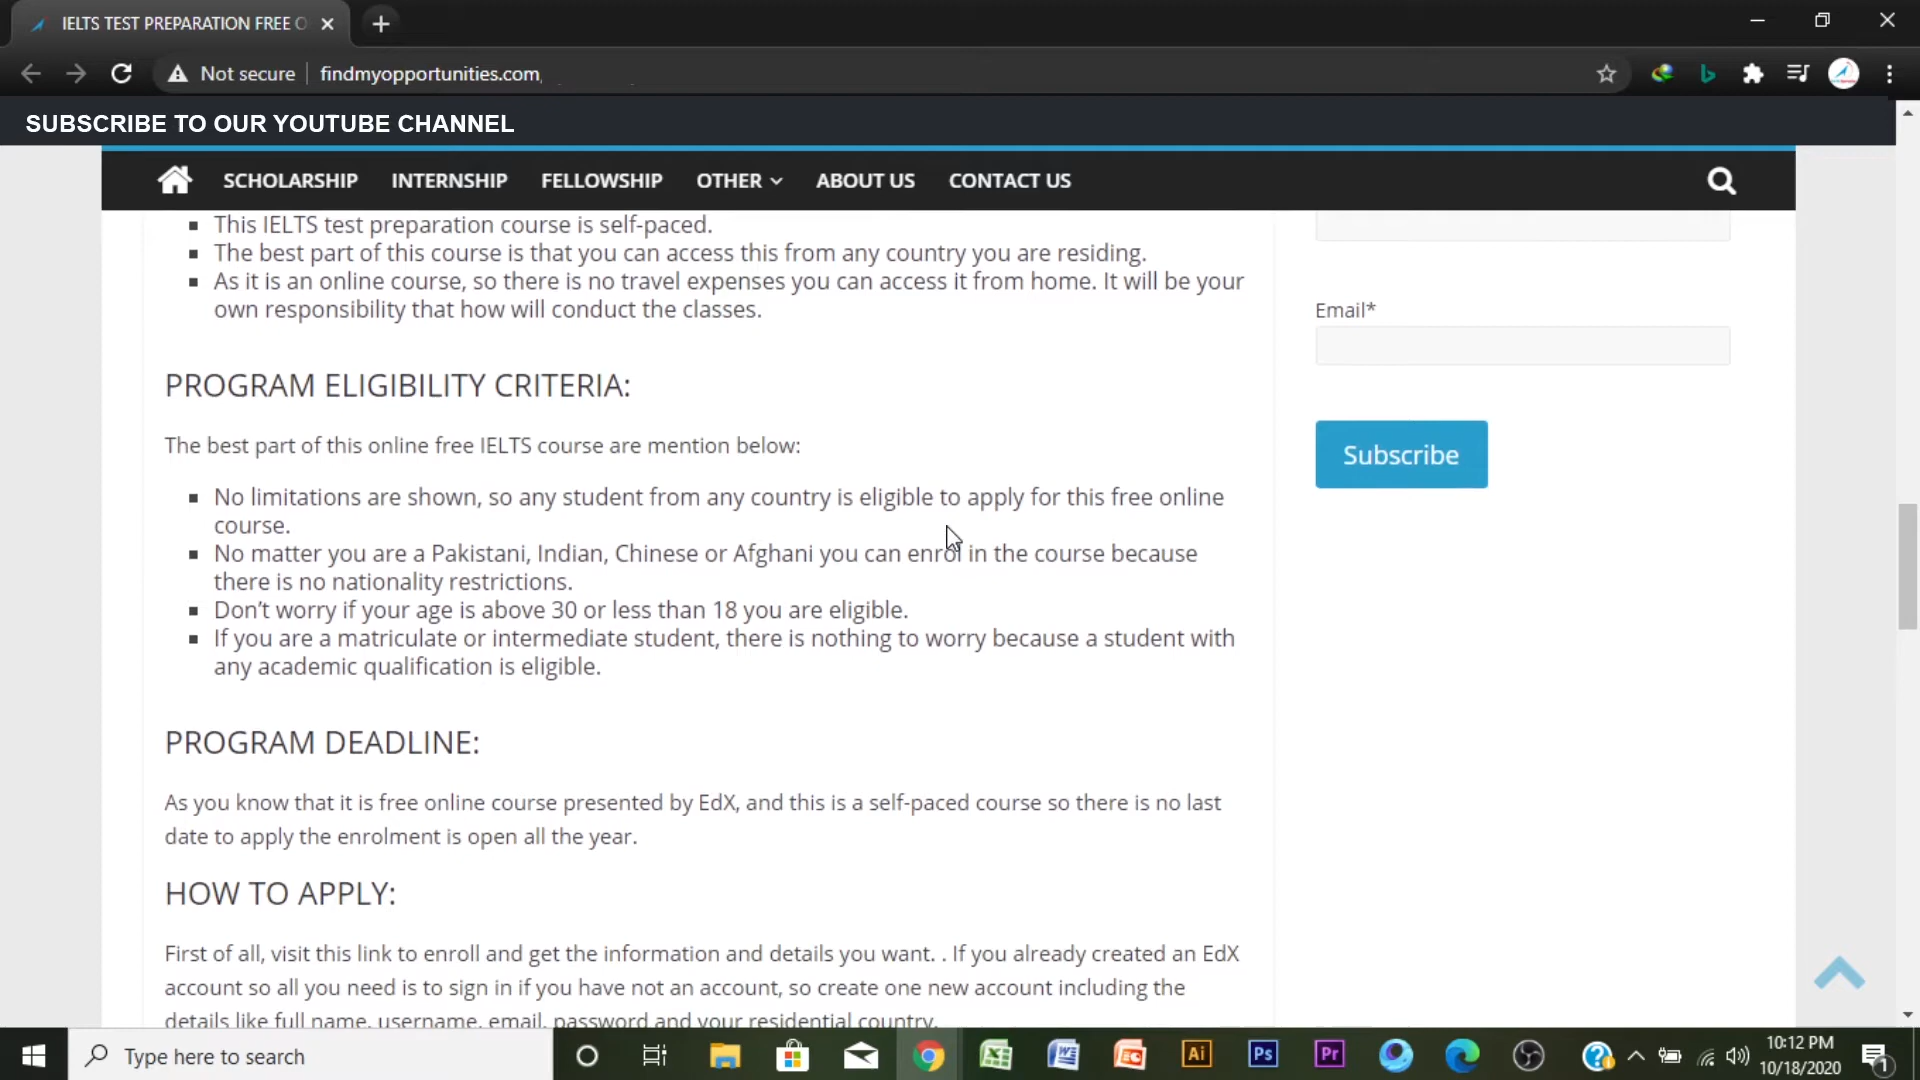 IELTS TEST PREPARATION FREE O
Not secure
findmyopportunities.com
SUBSCRIBE TO OUR YOUTUBE CHANNEL
SCHOLARSHIP INTERNSHIP FELLOWSHIP OTHER ABOUT US CONTACT US
This IELTS test preparation course is self-paced.
The best part of this course is that you can access this from any country you are residing.
As it is an online course, so there is no travel expenses you can access it from home. It will be your
own responsibility that how will conduct the classes.
PROGRAM ELIGIBILITY CRITERIA:
The best part of this online free IELTS course are mention below:
No limitations are shown, so any student from any country is eligible to apply for this free online
course.
No matter you are a Pakistani, Indian, Chinese or Afghani you can enrol in the course because
there is no nationality restrictions.
Don't worry if your age is above 30 or less than 18 you are eligible.
If you are a matriculate or intermediate student, there is nothing to worry because a student with
any academic qualification is eligible.
PROGRAM DEADLINE:
As you know that it is free online course presented by EdX, and this is a self-paced course so there is no last
date to apply the enrolment is open all the year.
HOW TO APPLY:
First of all, visit this link to enroll and get the information and details you want. . If you already created an EdX
account so all you need is to sign in if you have not an account, so create one new account including the
details like full name, username, email, password and your residential country.
Email*
Subscribe
Type here to search
Ai
Ps
Pr
10:12 PM
10/18/2020
1